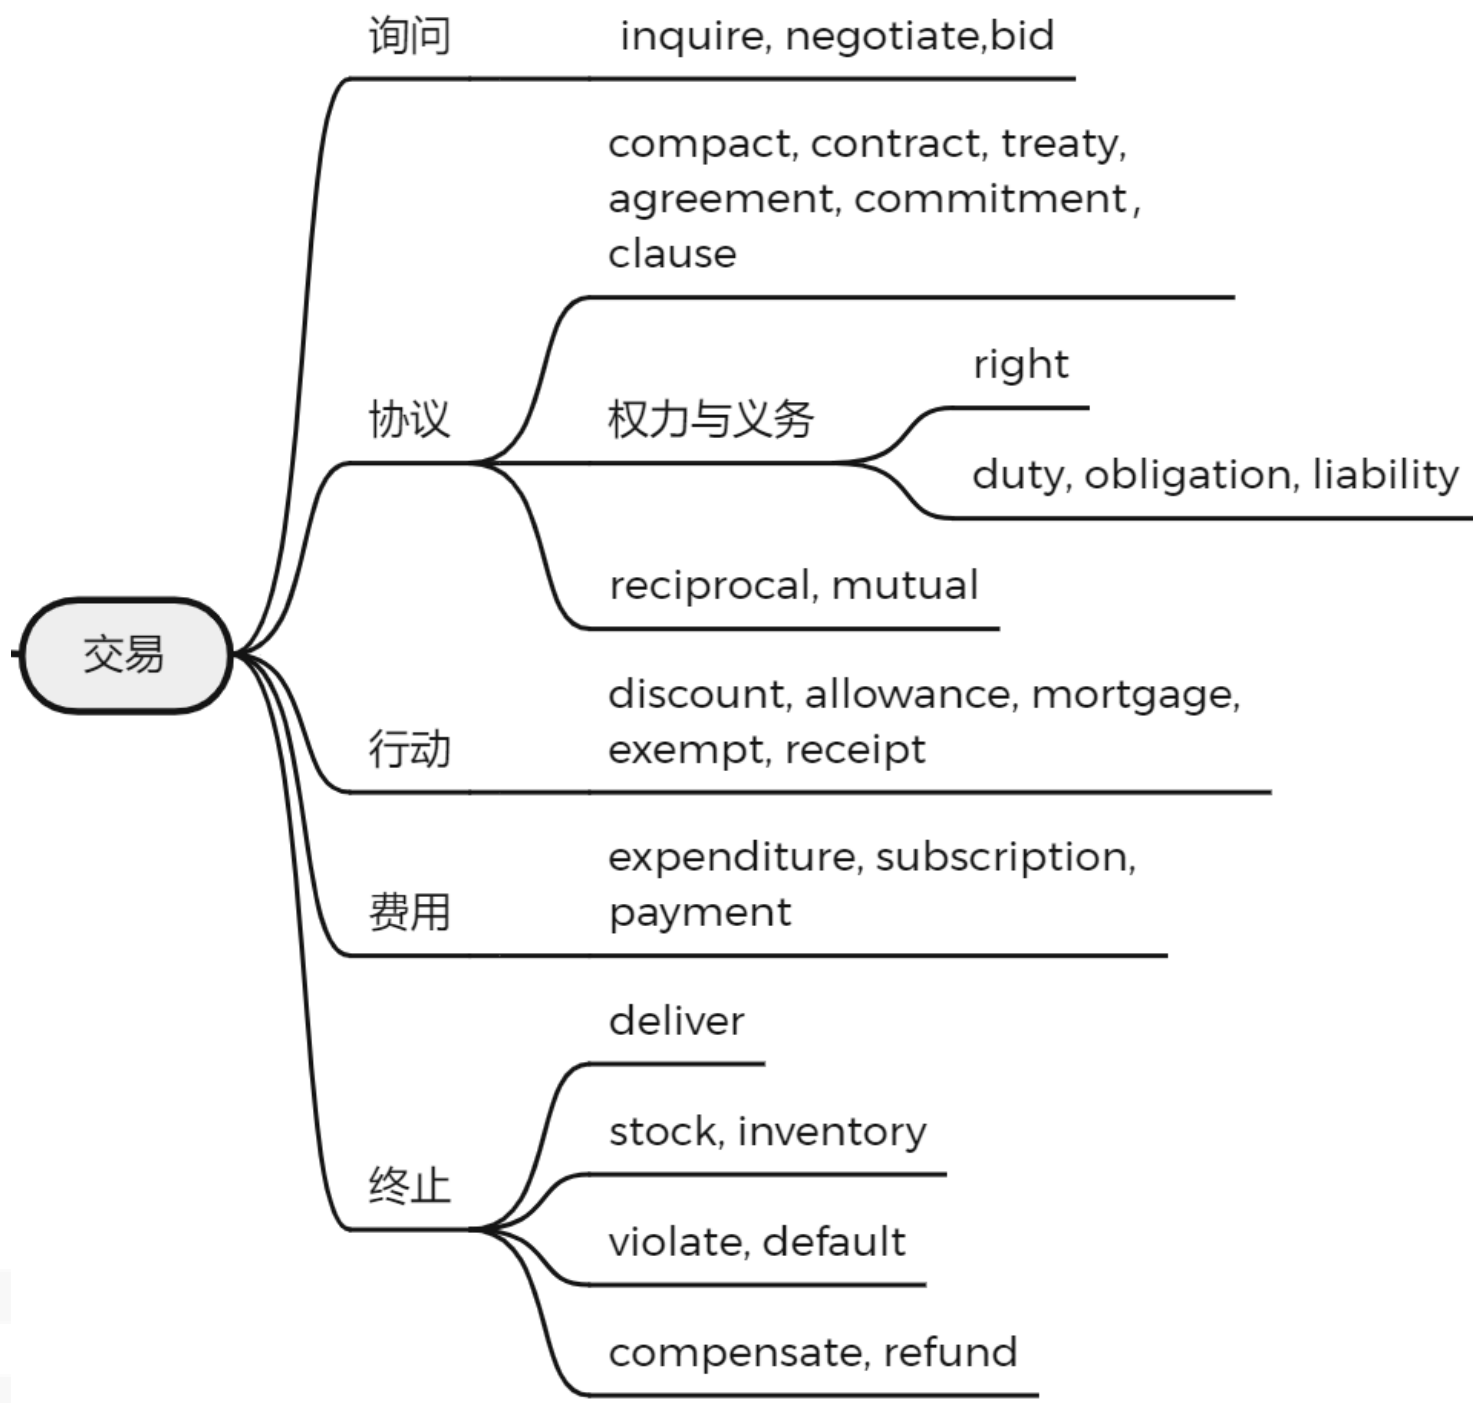 询问
inquire, negotiate,bid
compact, contract, treaty,
agreement, commitment,
clause
协议
权力与义务
right
duty, obligation, liability
reciprocal, mutual
交易
行动
discount, allowance, mortgage,
exempt, receipt
费用
expenditure, subscription,
payment
终止
deliver
stock, inventory
violate, default
compensate, refund